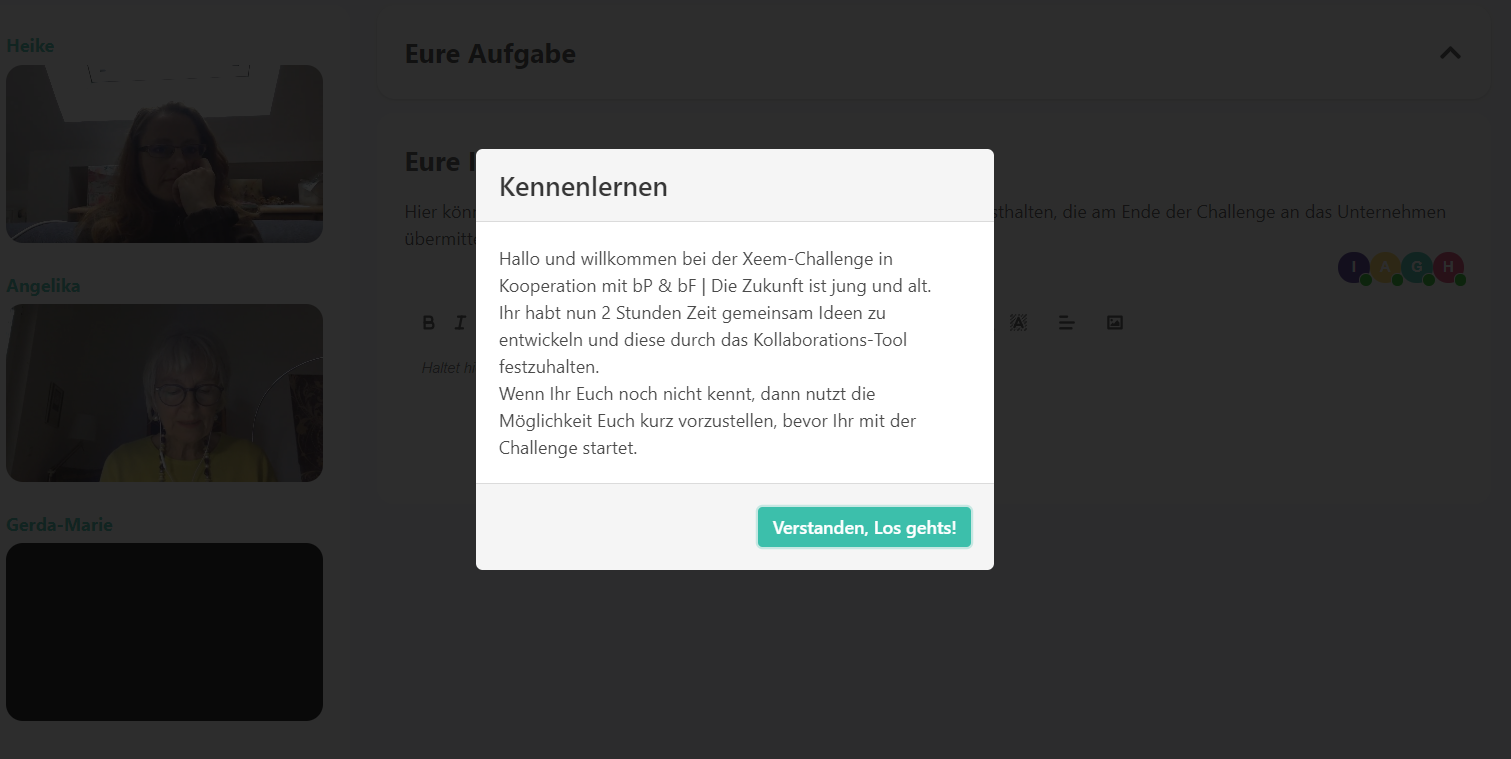 Heike
Angelika
Gerda-Marie
Eure Aufgabe
Eure
Hier
sthalten, die am Ende der Challenge an das Unternehmen
I A G H
B I
A
Haltet
Kennenlernen
Hallo und willkommen bei der Xeem-Challenge in
Kooperation mit bP & bF | Die Zukunft ist jung und alt.
Ihr habt nun 2 Stunden Zeit gemeinsam Ideen zu
entwickeln und diese durch das Kollaborations-Tool
festzuhalten.
Wenn Ihr Euch noch nicht kennt, dann nutzt die
Möglichkeit Euch kurz vorzustellen, bevor Ihr mit der
Challenge startet.
Verstanden, Los gehts!